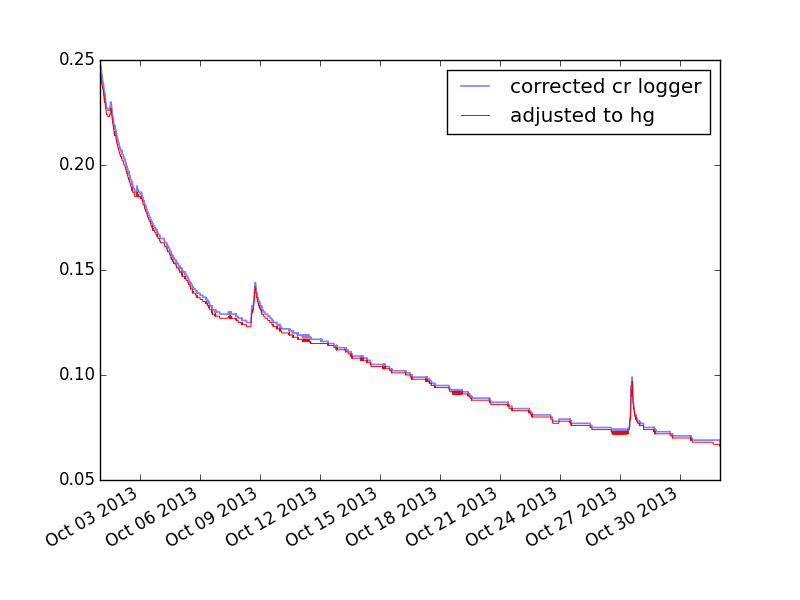 0.25
0.20
0.15
0.10
0.05
corrected cr logger
adjusted to hg
Oct 03 2013
Oct 06 2013
Oct 09 2013
Oct 12 2013
Oct 15 2013
Oct 18 2013
Oct 21 2013
Oct 24 2013
Oct 27 2013
Oct 30 2013